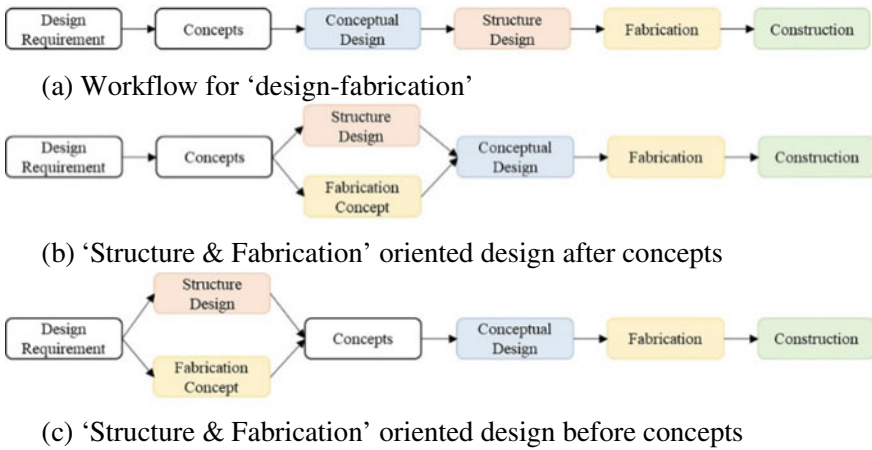 Design
Requirement
Concepts
Conceptual
Design
Structure
Design
Fabrication
Construction
(a) Workflow for ‘design-fabrication’
Design
Requirement
Concepts
Structure
Design
Fabrication
Concept
Conceptual
Design
Fabrication
Construction
(b) ‘Structure & Fabrication’ oriented design after concepts
Design
Requirement
Structure
Design
Fabrication
Concept
Concepts
Conceptual
Design
Fabrication
Construction
(c) ‘Structure & Fabrication’ oriented design before concepts